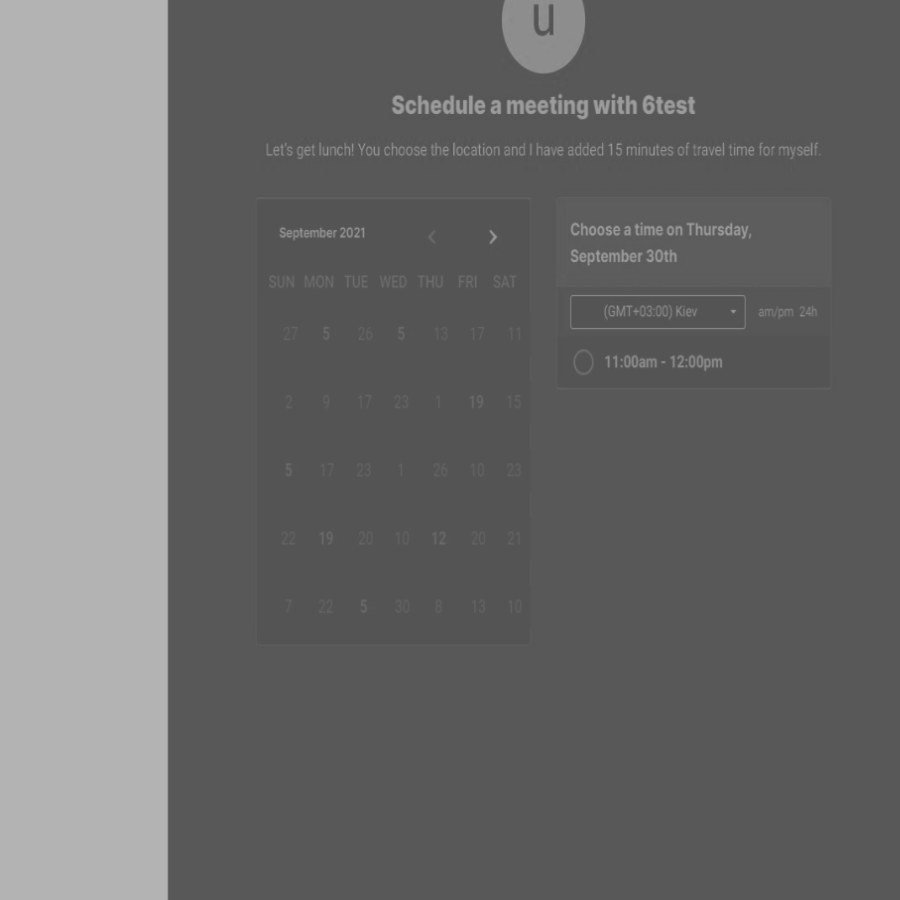 u
Schedule a meeting with 6test
Let's get lunch! You choose the location and I have added 15 minutes of travel time for myself.
September 2021
SUN MON TUE WED THU FRI SAT
27 5 26 5 13 17 11
2 9 17 23 1 19 15
5 17 23 1 26 10 23
22 19 20 10 12 20 21
7 22 5 30 8 13 10
Choose a time on Thursday,
September 30th
(GMT+03:00) Kiev am/pm 24h
11:00am - 12:00pm